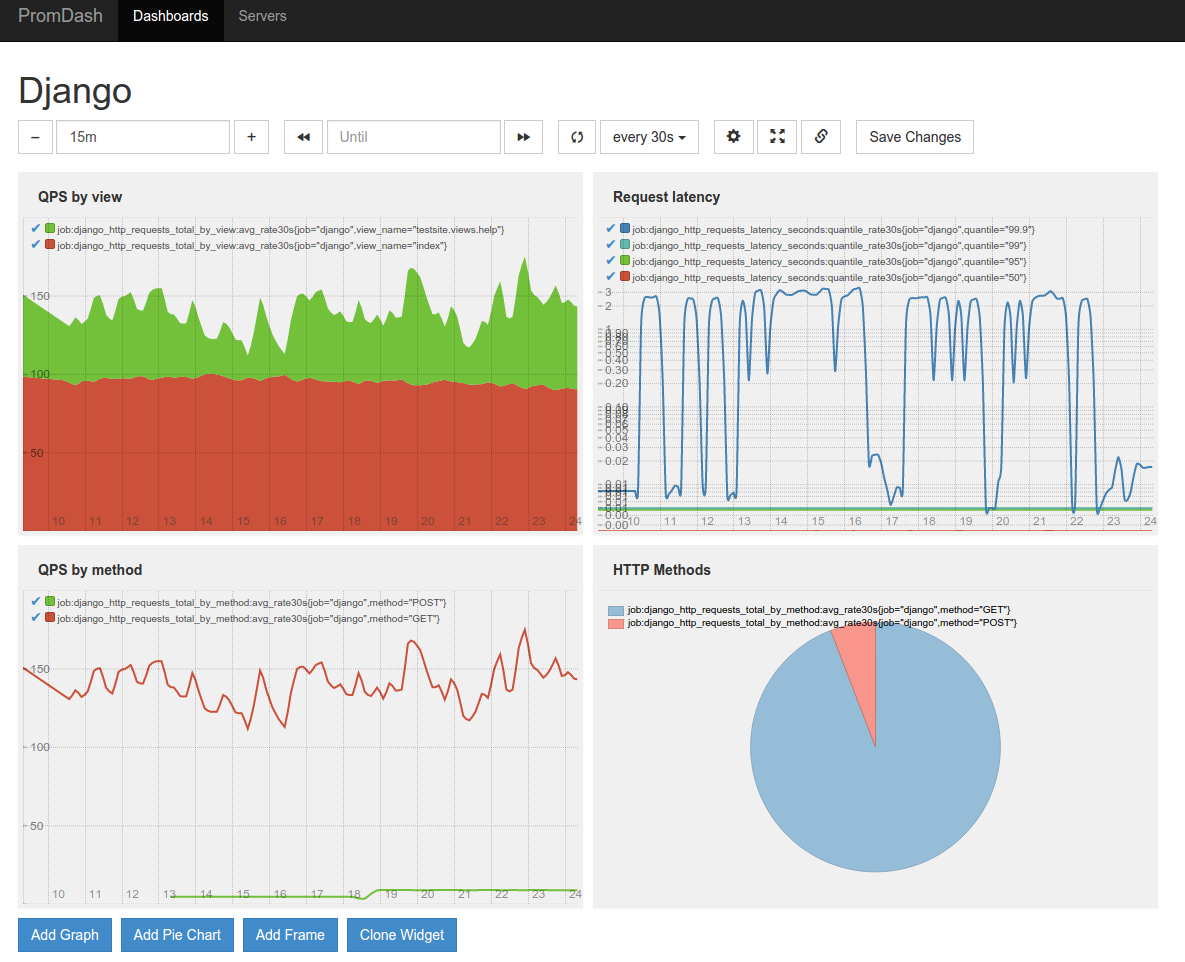 PromDash Dashboards Servers
Django
– 15m + Until every 30s Save Changes
QPS by view
job:django_http_requests_total_by_view:avg_rate30s{job="django",view_name="testsite.views.help"}
job:django_http_requests_total_by_view:avg_rate30s{job="django",view_name="index"}
150
100
50
10 11 12 13 14 15 16 17 18 19 20 21 22 23 24
Request latency
job:django_http_requests_latency_seconds:quantile_rate30s{job="django",quantile="99.9"}
job:django_http_requests_latency_seconds:quantile_rate30s{job="django",quantile="99"}
job:django_http_requests_latency_seconds:quantile_rate30s{job="django",quantile="95"}
job:django_http_requests_latency_seconds:quantile_rate30s{job="django",quantile="50"}
3
2
1
0.50
0.40
0.30
0.20
0.10
0.05
0.04
0.03
0.02
0.01
0.00
0.00
10 11 12 13 14 15 16 17 18 19 20 21 22 23 24
QPS by method
job:django_http_requests_total_by_method:avg_rate30s{job="django",method="POST"}
job:django_http_requests_total_by_method:avg_rate30s{job="django",method="GET"}
150
100
50
10 11 12 13 14 15 16 17 18 19 20 21 22 23 24
HTTP Methods
job:django_http_requests_total_by_method:avg_rate30s{job="django",method="GET"}
job:django_http_requests_total_by_method:avg_rate30s{job="django",method="POST"}
Add Graph Add Pie Chart Add Frame Clone Widget